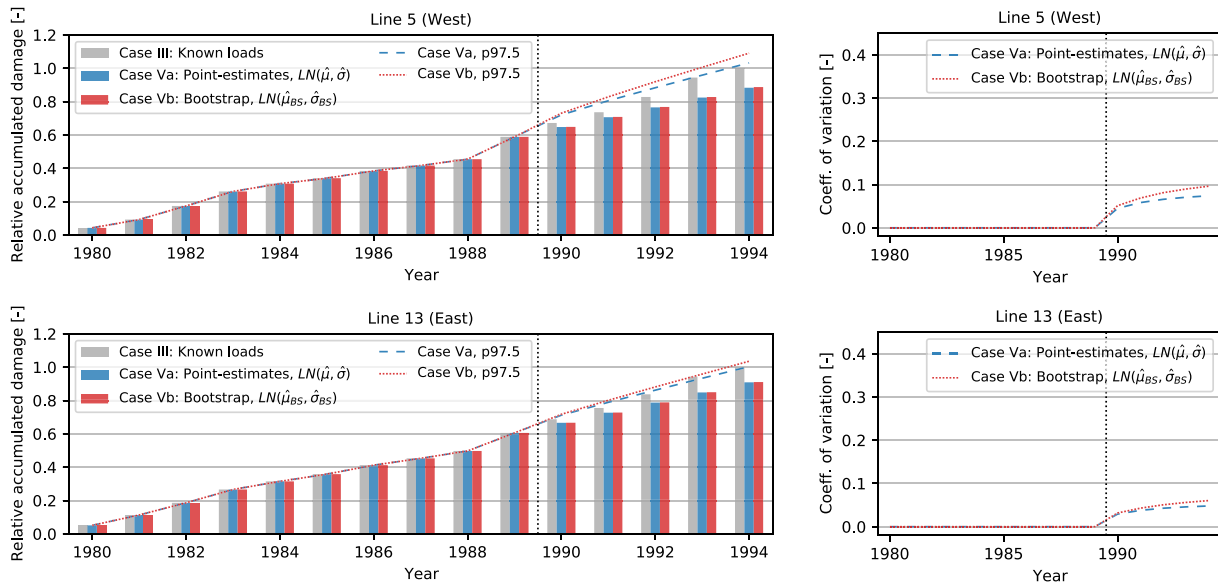 Line 5 (West)
Relative accumulated damage [-]
1.2
1.0
0.8
0.6
0.4
0.2
0.0
Case III: Known loads
Case Va: Point-estimates, LN(μ̂, σ̂)
Case Vb: Bootstrap, LN(μ̂BS, σ̂BS)
Case Va, p97.5
Case Vb, p97.5
1980 1982 1984 1986 1988 1990 1992 1994
Year
Line 5 (West)
Coeff. of variation [-]
0.4
0.3
0.2
0.1
0.0
Case Va: Point-estimates, LN(μ̂, σ̂)
Case Vb: Bootstrap, LN(μ̂BS, σ̂BS)
1980 1985 1990
Year
Line 13 (East)
Relative accumulated damage [-]
1.2
1.0
0.8
0.6
0.4
0.2
0.0
Case III: Known loads
Case Va: Point-estimates, LN(μ̂, σ̂)
Case Vb: Bootstrap, LN(μ̂BS, σ̂BS)
Case Va, p97.5
Case Vb, p97.5
1980 1982 1984 1986 1988 1990 1992 1994
Year
Line 13 (East)
Coeff. of variation [-]
0.4
0.3
0.2
0.1
0.0
Case Va: Point-estimates, LN(μ̂, σ̂)
Case Vb: Bootstrap, LN(μ̂BS, σ̂BS)
1980 1985 1990
Year